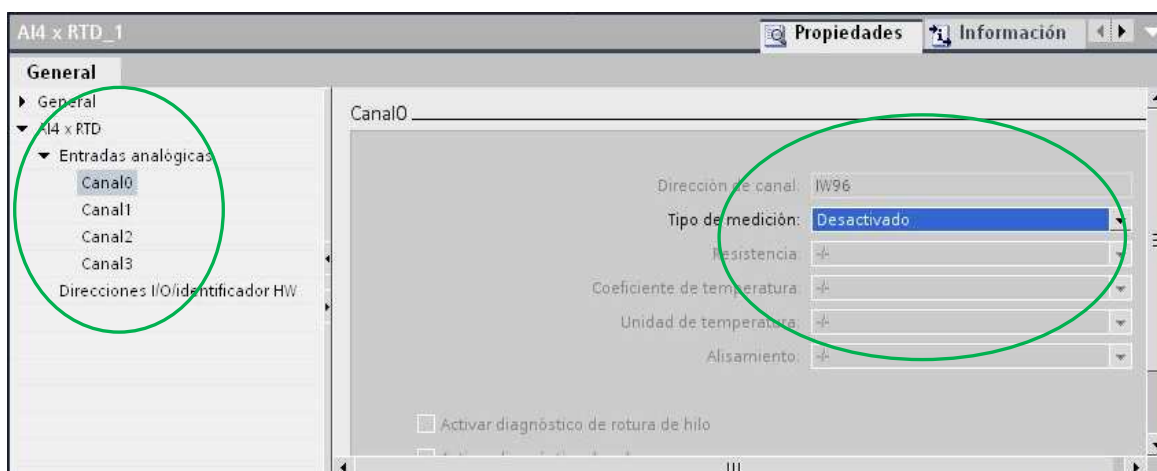 AI4 x RTD_1
Propiedades
Información
General
General
AI4 x RTD
Entradas analógicas
Canal0
Canal1
Canal2
Canal3
Direcciones I/O/identificador HW
Canal0
Dirección de canal: IW96
Tipo de medición: Desactivado
Resistencia: -/-
Coeficiente de temperatura: -/-
Unidad de temperatura: -/-
Alisamiento: -/-
Activar diagnóstico de rotura de hilo